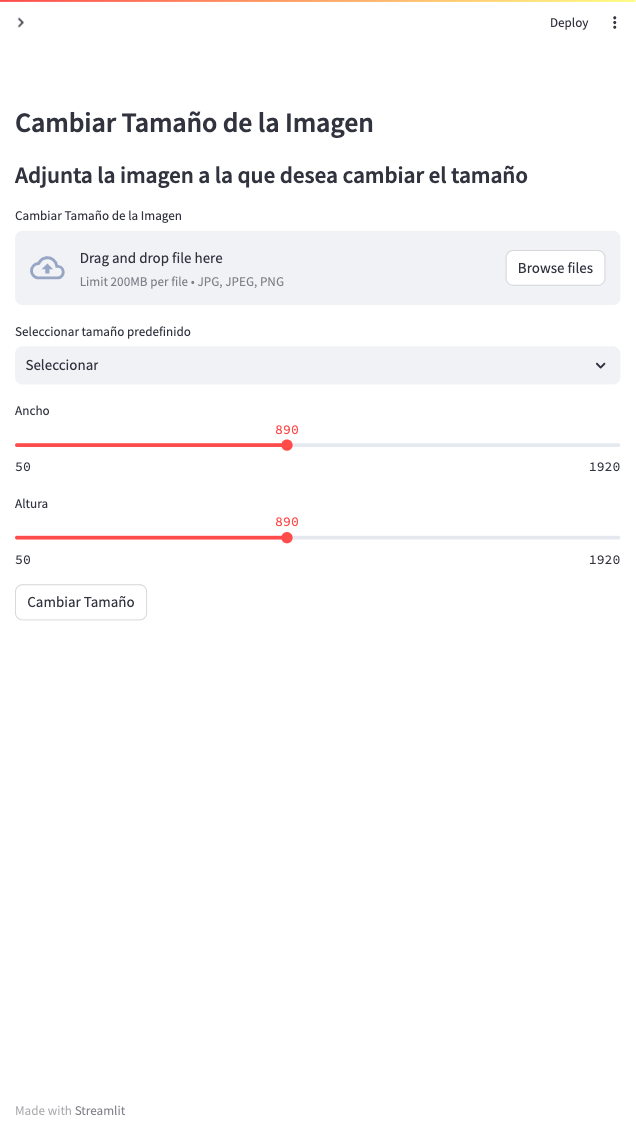 Deploy
Cambiar Tamaño de la Imagen
Adjunta la imagen a la que desea cambiar el tamaño
Cambiar Tamaño de la Imagen
Drag and drop file here
Limit 200MB per file • JPG, JPEG, PNG
Browse files
Seleccionar tamaño predefinido
Seleccionar
Ancho
890
50 1920
Altura
890
50 1920
Cambiar Tamaño
Made with Streamlit